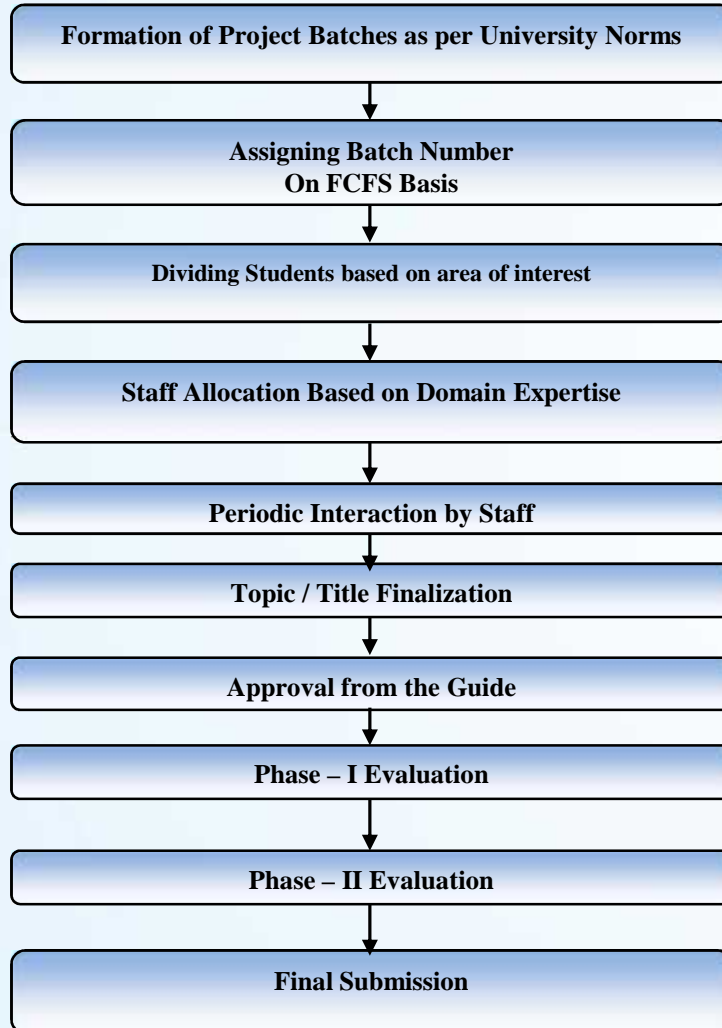 Formation of Project Batches as per University Norms
Assigning Batch Number
On FCFS Basis
Dividing Students based on area of interest
Staff Allocation Based on Domain Expertise
Periodic Interaction by Staff
Topic / Title Finalization
Approval from the Guide
Phase – I Evaluation
Phase – II Evaluation
Final Submission